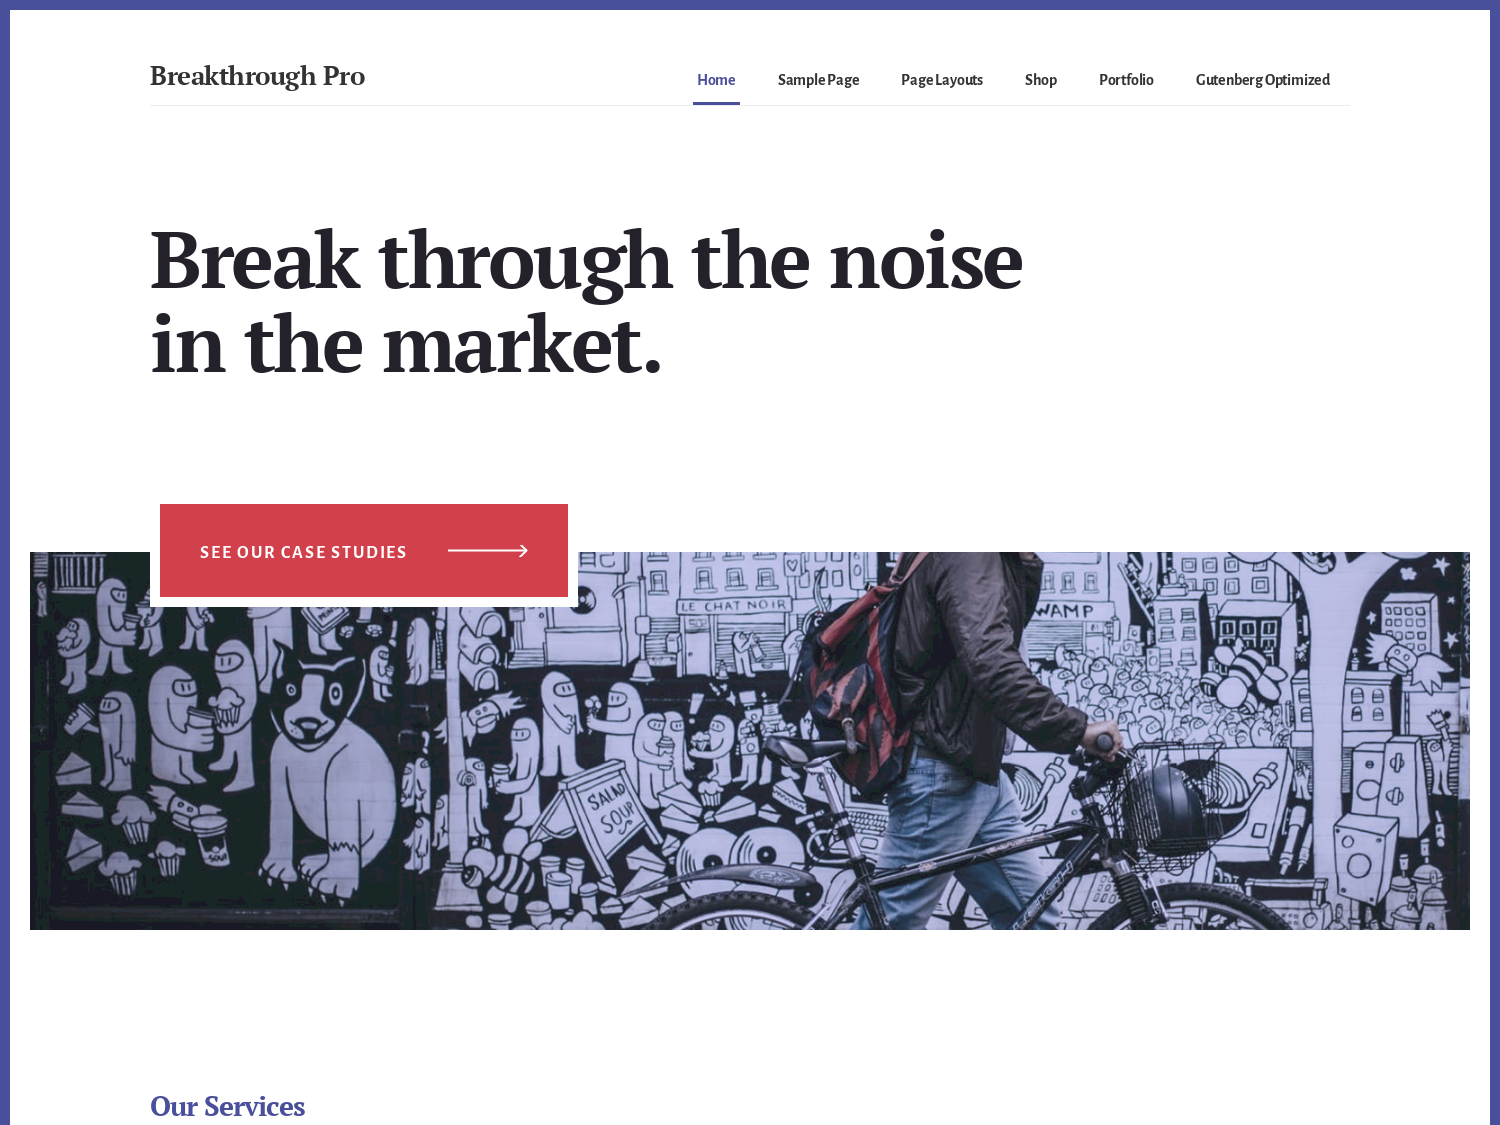 Breakthrough Pro
Home
Sample Page
Page Layouts
Shop
Portfolio
Gutenberg Optimized
Break through the noise
in the market.
SEE OUR CASE STUDIES
LE CHAT NOIR
WAMP
SALAD
SOUP
Our Services